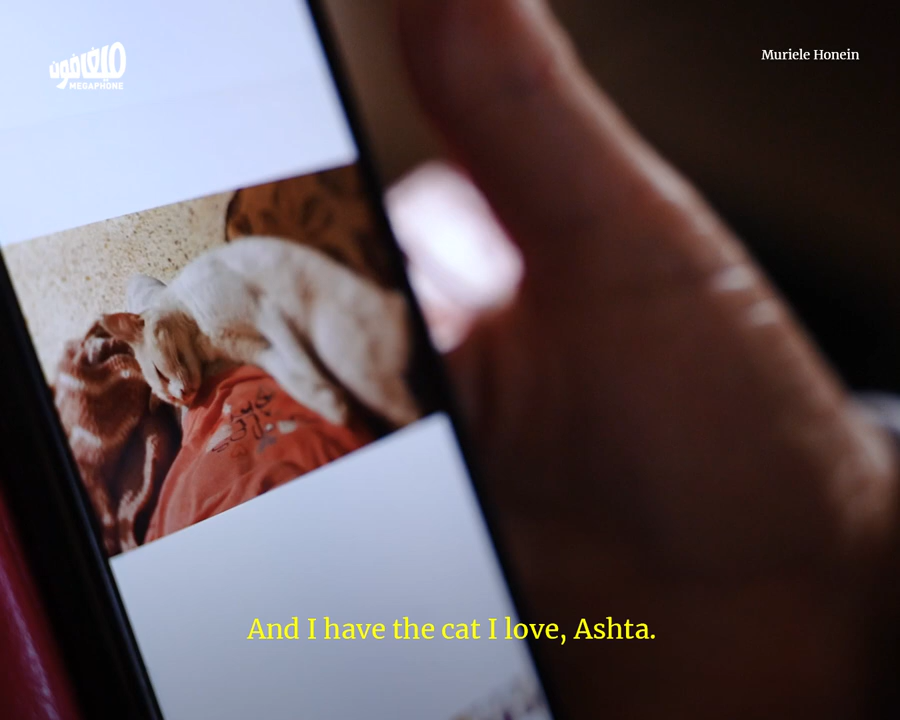 ميغافون
MEGAPHONE
Muriele Honein
And I have the cat I love, Ashta.